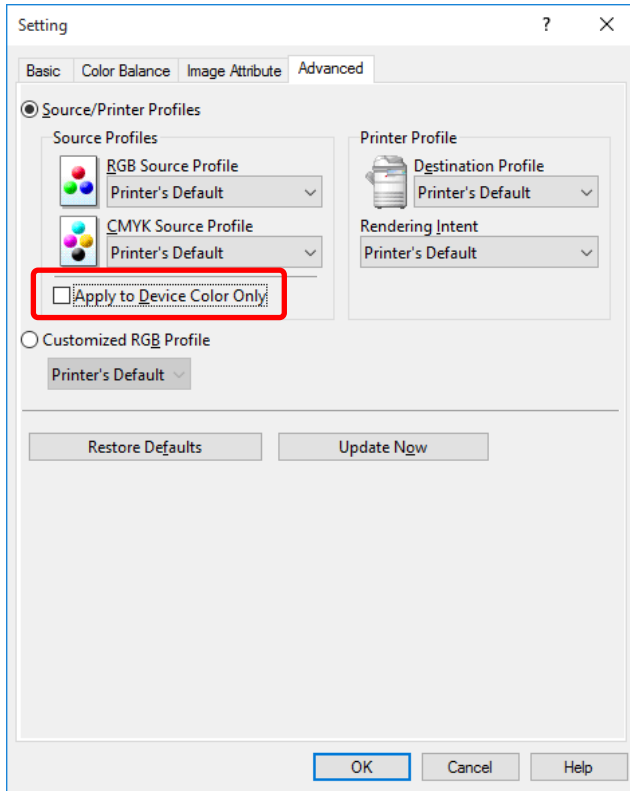 Setting
Basic Color Balance Image Attribute Advanced
Source/Printer Profiles
Source Profiles
RGB Source Profile
Printer's Default
CMYK Source Profile
Printer's Default
Apply to Device Color Only
Printer Profile
Destination Profile
Printer's Default
Rendering Intent
Printer's Default
Customized RGB Profile
Printer's Default
Restore Defaults Update Now
OK Cancel Help